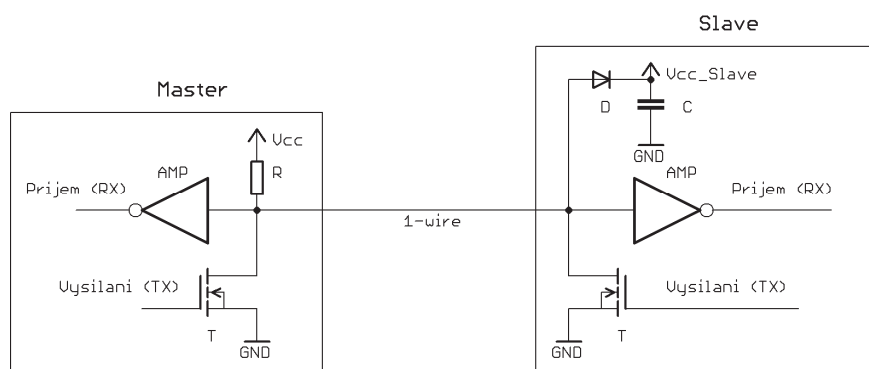 Slave
Master
Vcc_Slave
D
C
GND
Vcc
R
AMP
Prijem (RX)
AMP
Prijem (RX)
1-wire
Vysilani (TX)
T
GND
Vysilani (TX)
T
GND